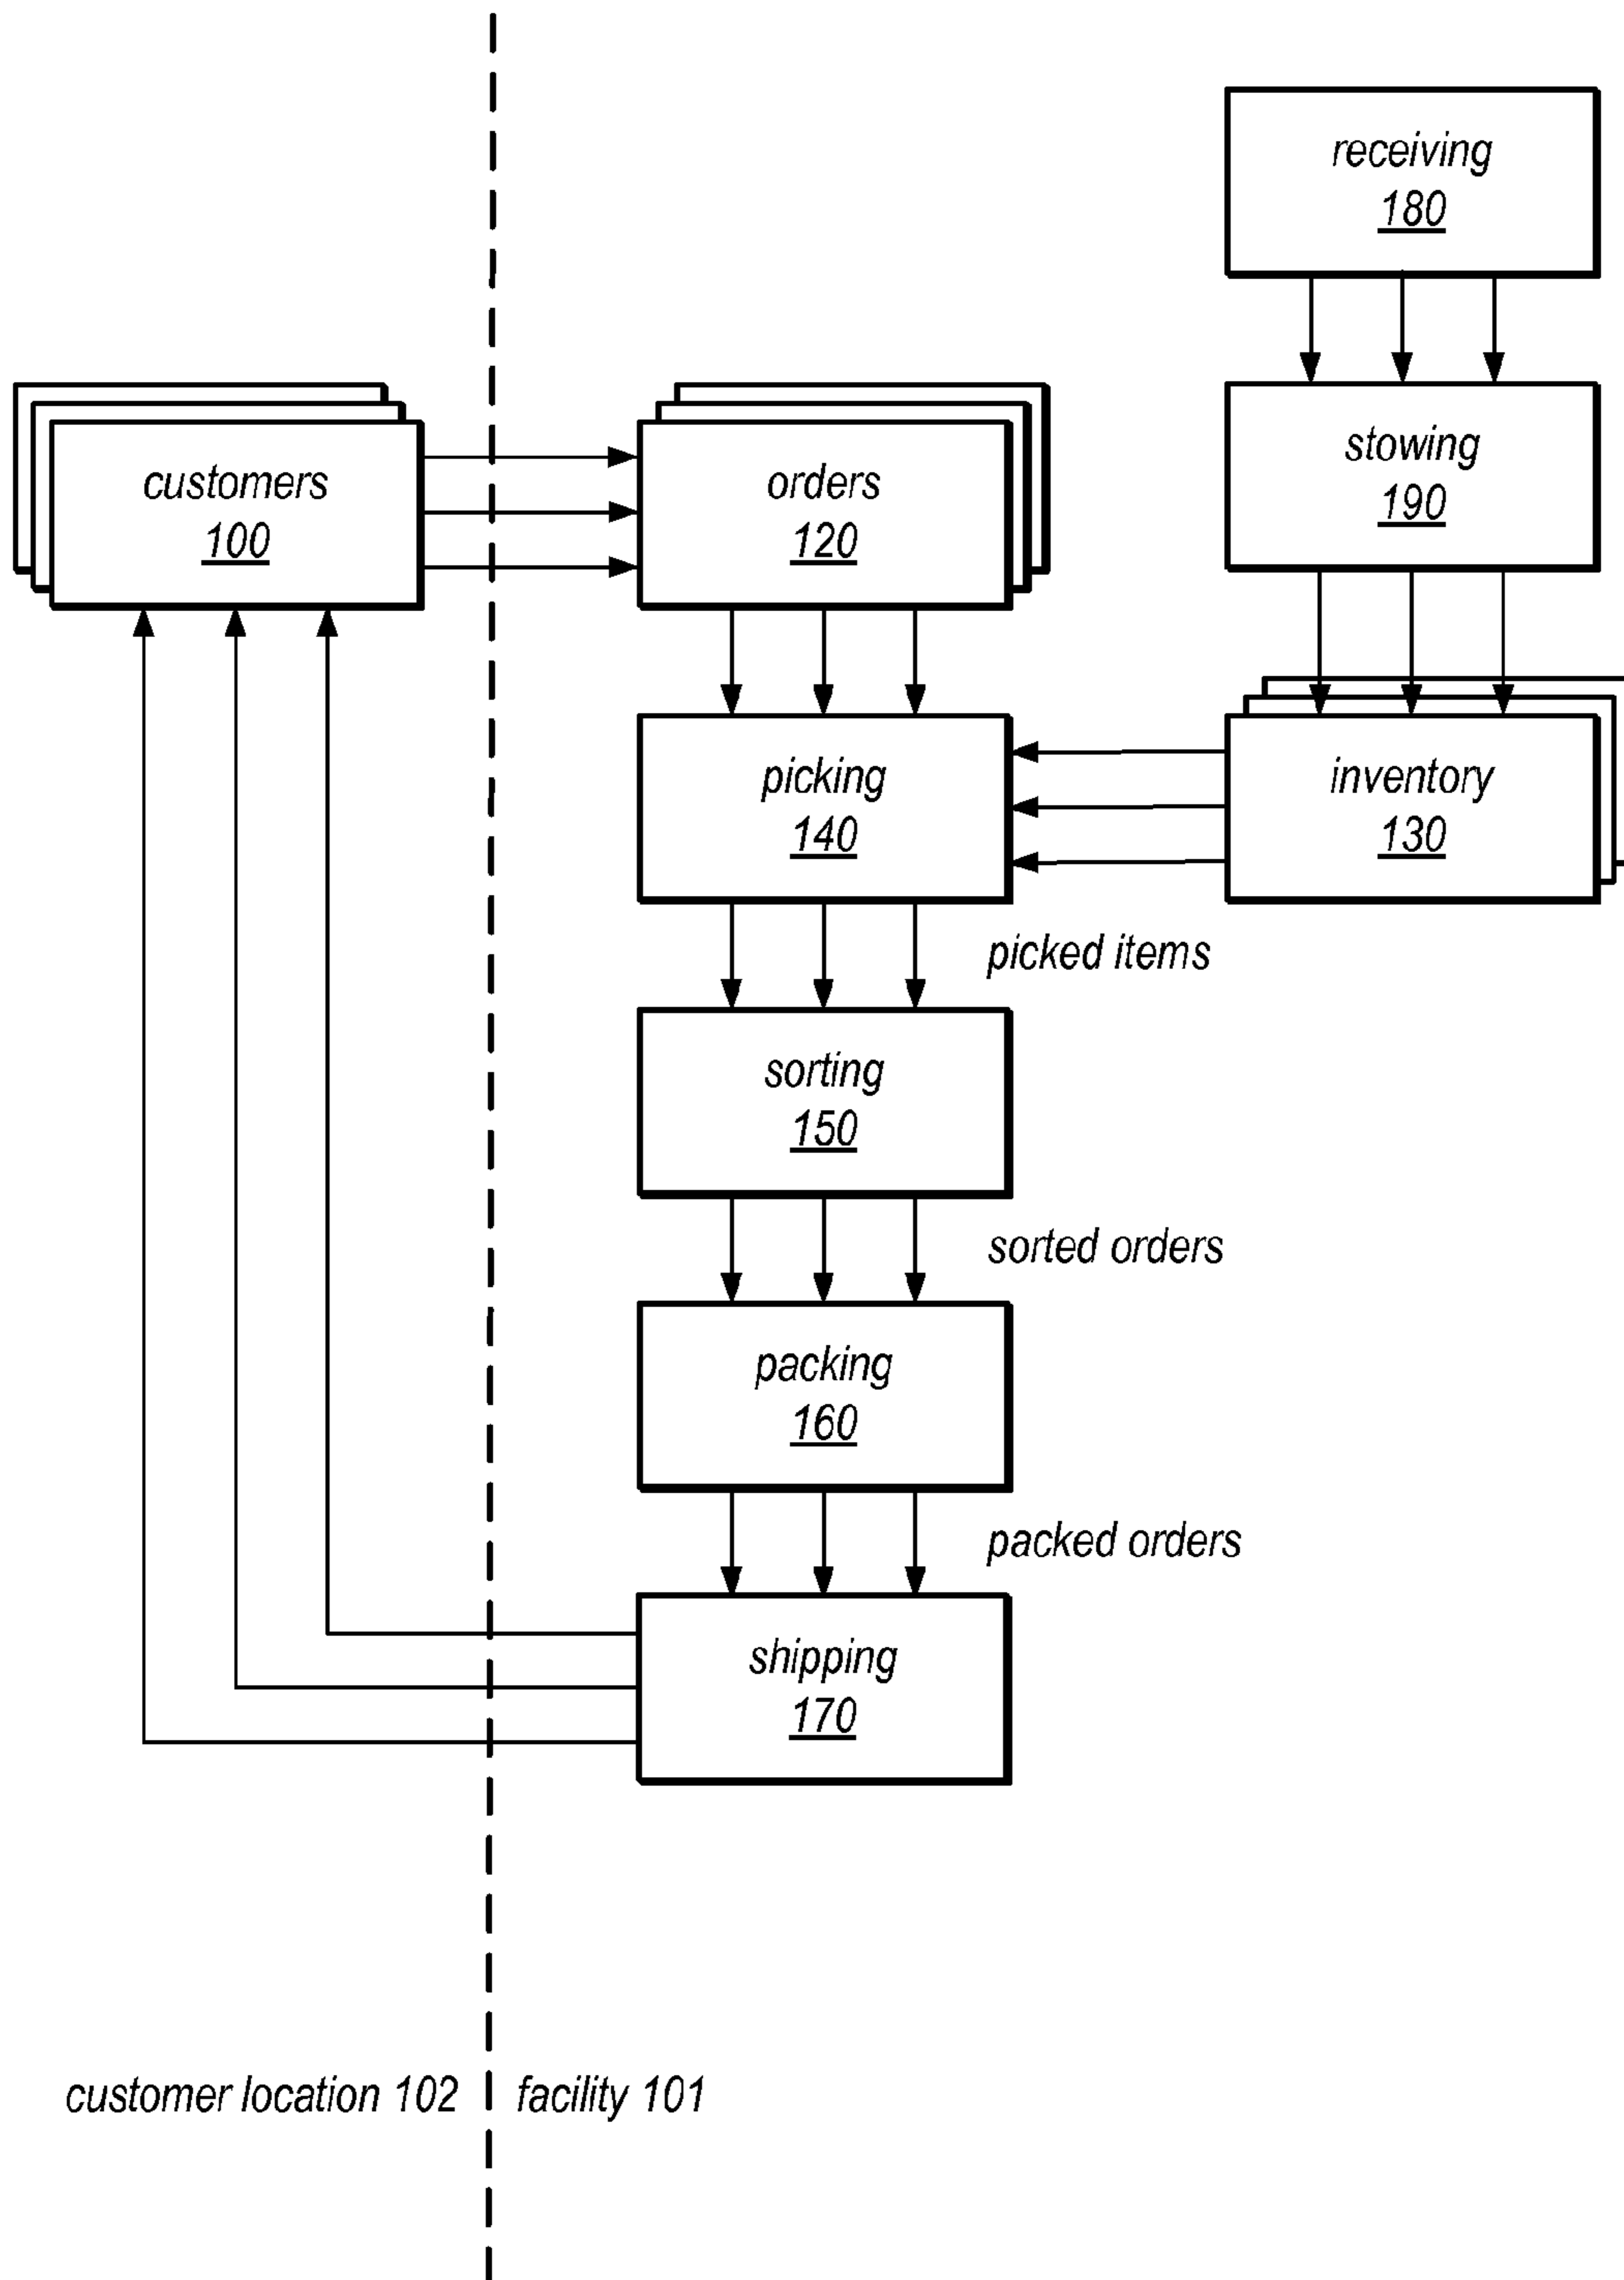 receiving
180
customers
100
orders
120
stowing
190
picking
140
inventory
130
picked items
sorting
150
sorted orders
packing
160
packed orders
shipping
170
customer location 102
facility 101